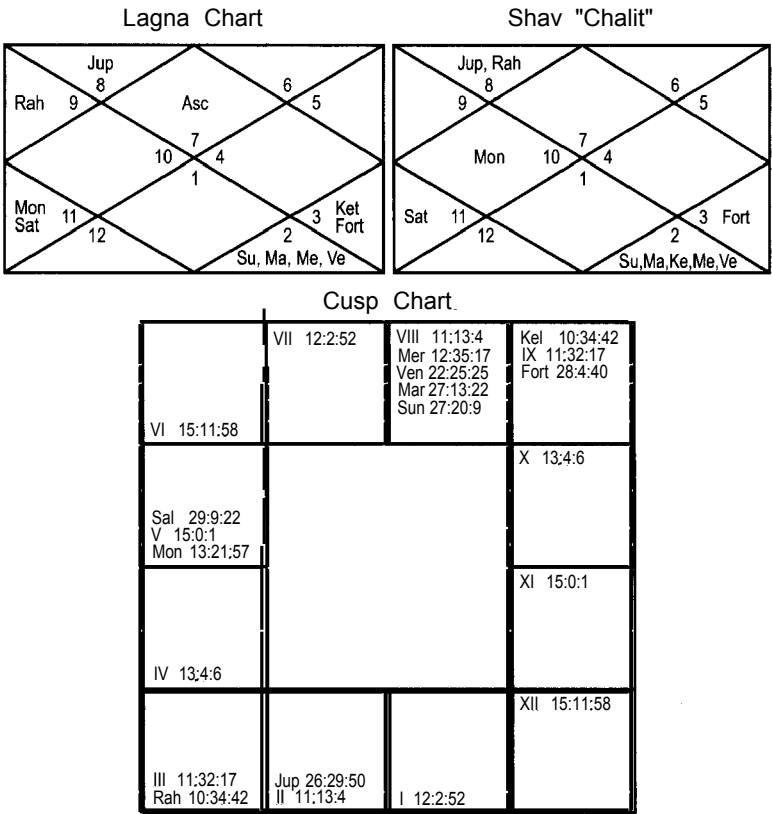 Lagna Chart
Shav "Chalit"
Jup
8
Rah 9
Asc
6
5
7
10 4
1
Mon 11
Sat
12
3 Ket
Fort
2
Su, Ma, Me, Ve
Jup, Rah
8
9
6
5
7
Mon 10 4
1
Sat 11
12
3 Fort
2
Su,Ma,Ke,Me,Ve
Cusp Chart
VI 15:11:58
VII 12:2:52
VIII 11:13:4
Mer 12:35:17
Ven 22:25:25
Mar 27:13:22
Sun 27:20:9
Kel 10:34:42
IX 11:32:17
Fort 28:4:40
Sal 29:9:22
V 15:0:1
Mon 13:21:57
X 13:4:6
IV 13:4:6
XI 15:0:1
III 11:32:17
Rah 10:34:42
Jup 26:29:50
II 11:13:4
I 12:2:52
XII 15:11:58